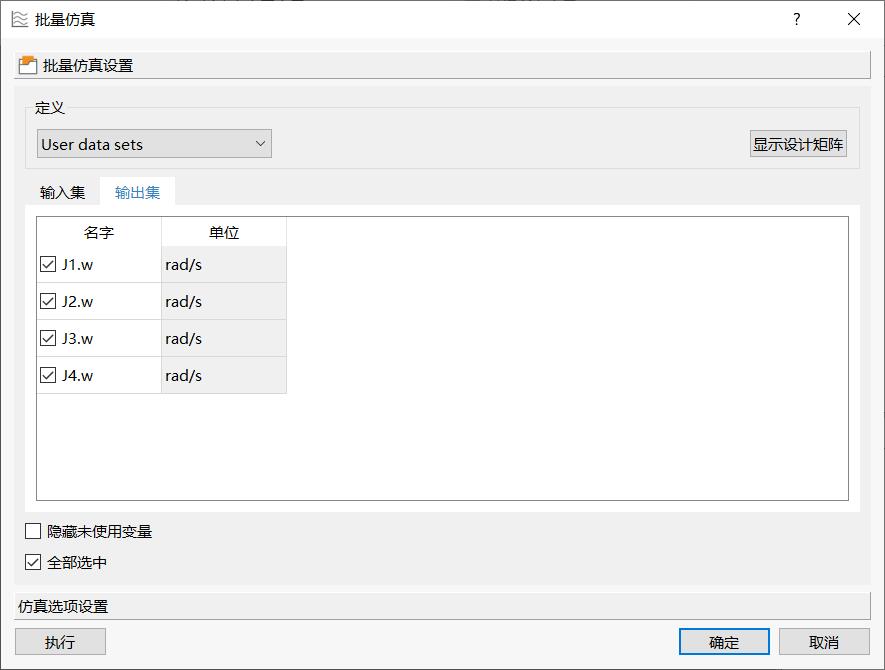 批量仿真
?
批量仿真设置
定义
User data sets
显示设计矩阵
输入集 输出集
名字 单位
J1.w rad/s
J2.w rad/s
J3.w rad/s
J4.w rad/s
隐藏未使用变量
全部选中
仿真选项设置
执行 确定 取消